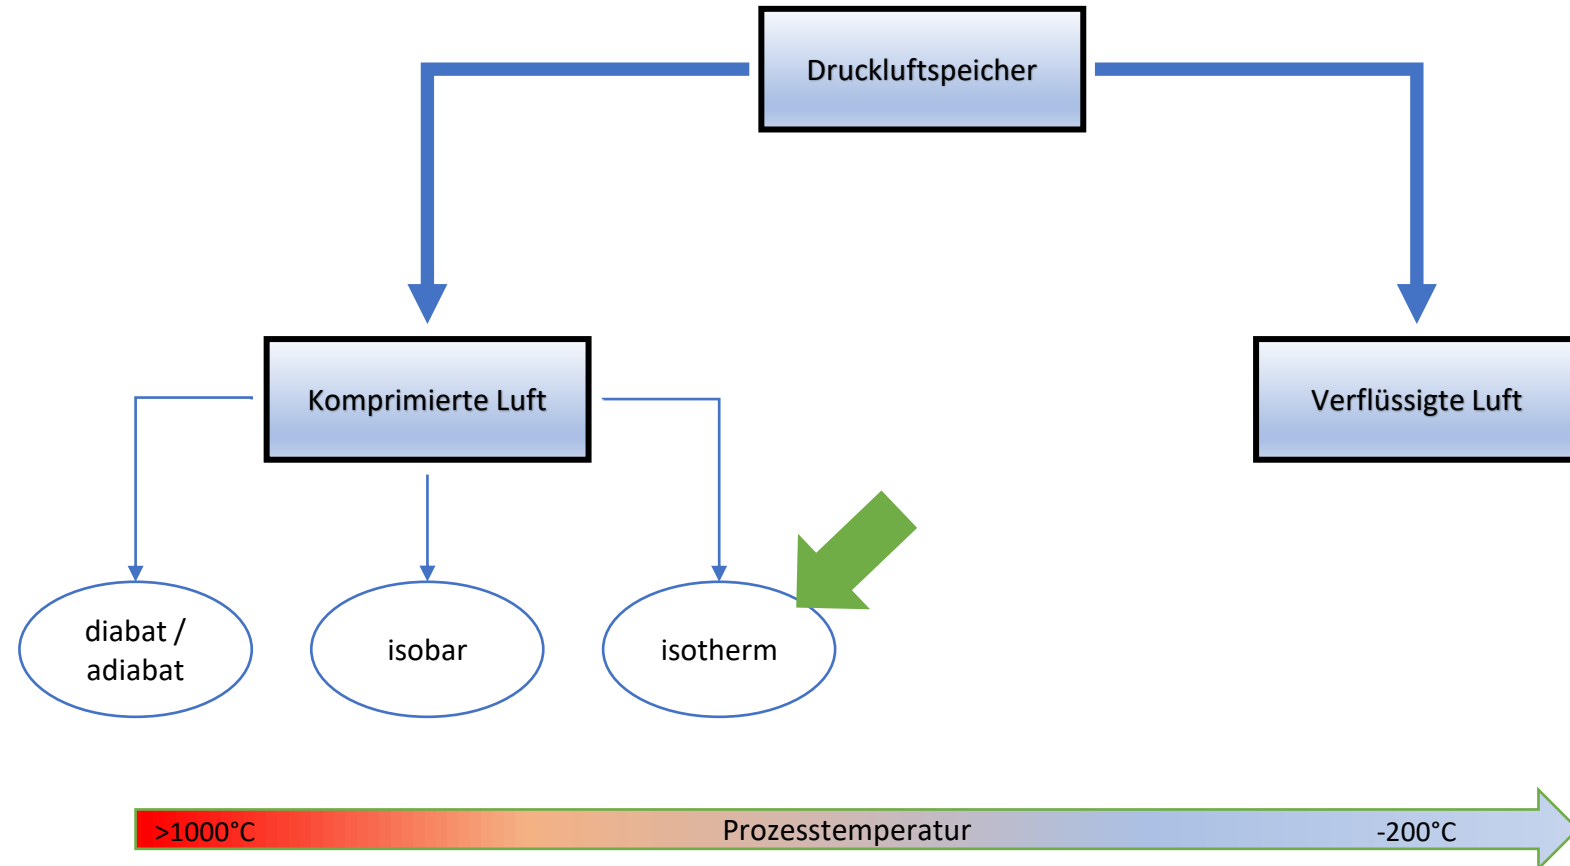 Druckluftspeicher
Komprimierte Luft
Verflüssigte Luft
diabat /
adiabat
isobar
isotherm
>1000°C
Prozesstemperatur
-200°C